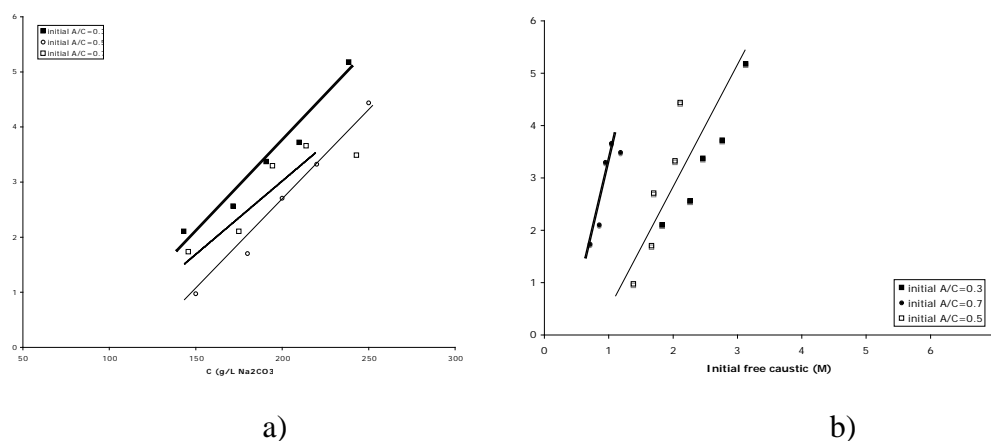 6
5
4
3
2
1
0
50 100 150 200 250 300
C (g/L Na2CO3
initial A/C=0.3
initial A/C=0.5
initial A/C=0.7
a)
6
5
4
3
2
1
0
0 1 2 3 4 5 6
Initial free caustic (M)
initial A/C=0.3
initial A/C=0.7
initial A/C=0.5
b)